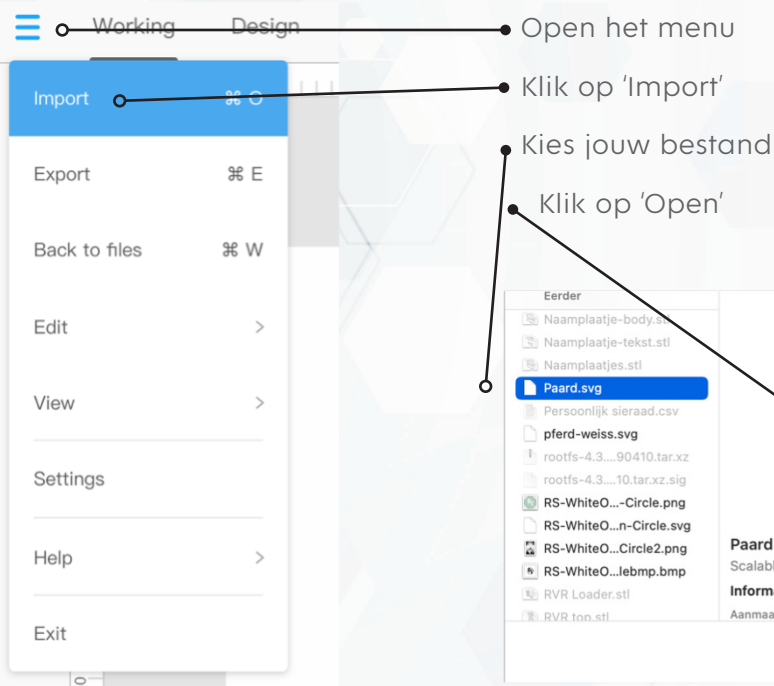 Working Design
Import ⌘ O
Export ⌘ E
Back to files ⌘ W
Edit >
View >
Settings
Help >
Exit
0
Open het menu
Klik op 'Import'
Kies jouw bestand
Klik op 'Open'
Eerder
Naamplaatje-body.stl
Naamplaatje-tekst.stl
Naamplaatjes.stl
Paard.svg
Persoonlijk sieraad.csv
pferd-weiss.svg
rootfs-4.3....90410.tar.xz
rootfs-4.3....10.tar.xz.sig
RS-WhiteO...-Circle.png
RS-WhiteO...n-Circle.svg
RS-WhiteO...Circle2.png
RS-WhiteO...lebmp.bmp
RVR Loader.stl
RVR top.stl
Paard
Scalabl
Informa
Aanmaa